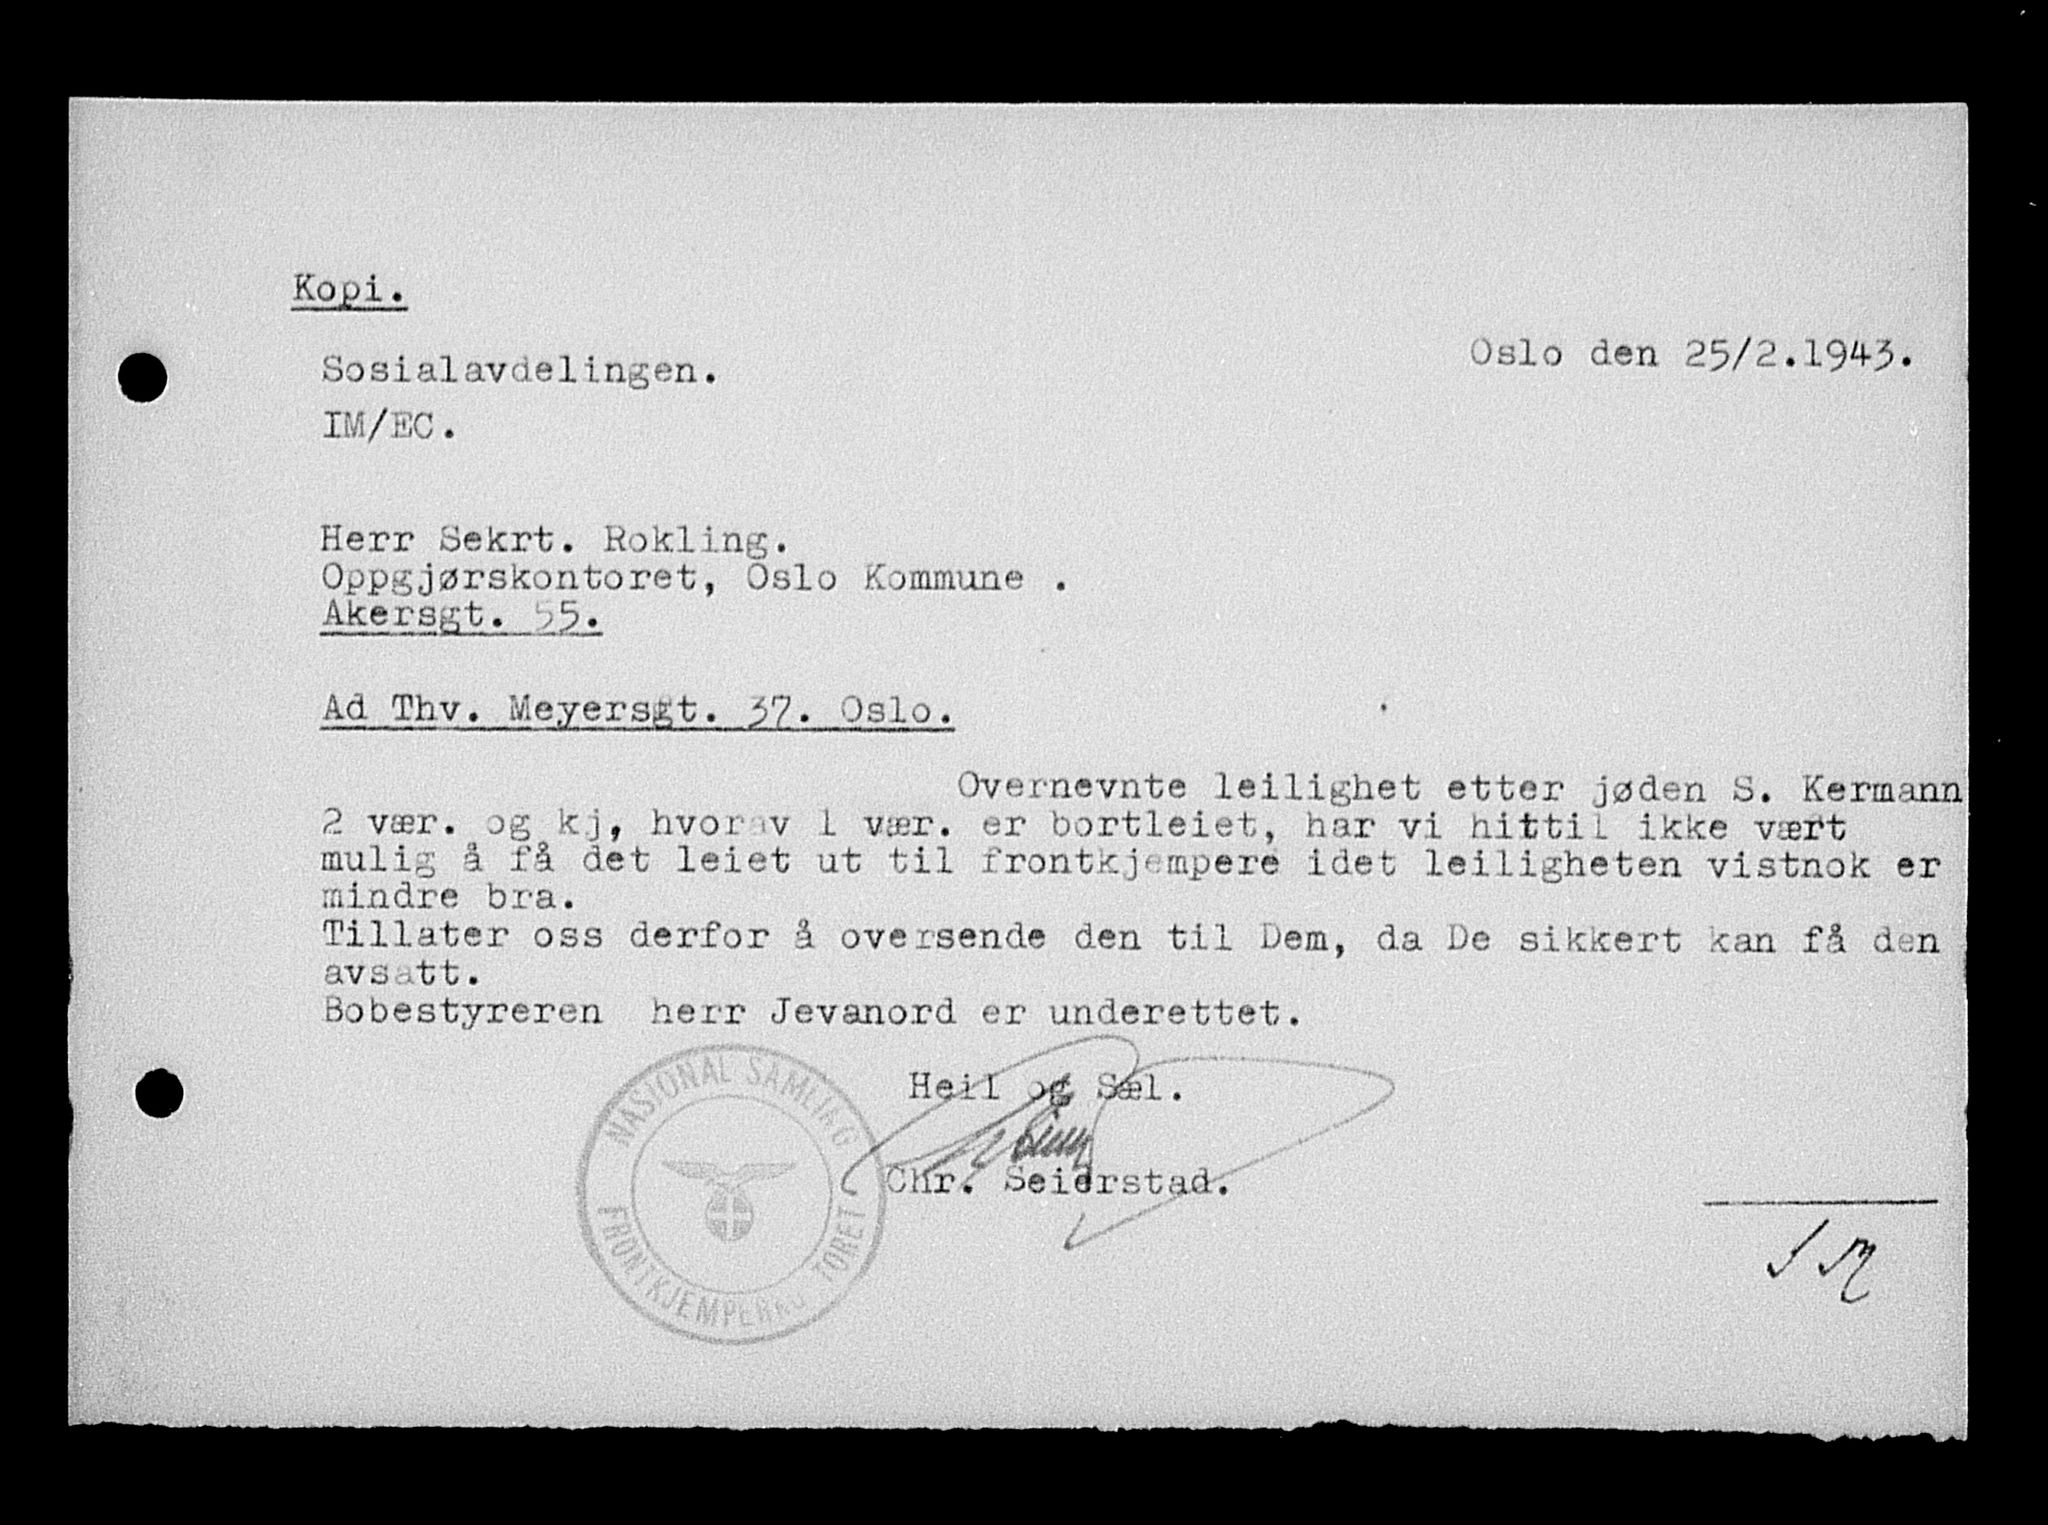 Kopi.
Oslo den 25/2.1943.
Sosialavdelingen.
IM/EC.
Herr Sekrt. Rokling.
Oppgjørskontoret, Oslo Kommune .
Akersgt. 55.
Ad Thv. Meyersgt. 37. Oslo.
Overnevnte leilighet etter jøden S. Kermann
2 vær. og kj, hvorav 1 vær. er bortleiet, har vi hittil ikke vært
mulig å få det leiet ut til frontkjempere idet leiligheten vistnok er
mindre bra.
Tillater oss derfor å oversende den til Dem, da De sikkert kan få den
avsatt.
Bobestyreren herr Jevanord er underettet.
Heil og Sæl.
Chr. Seierstad.
NASJONAL SAMLING